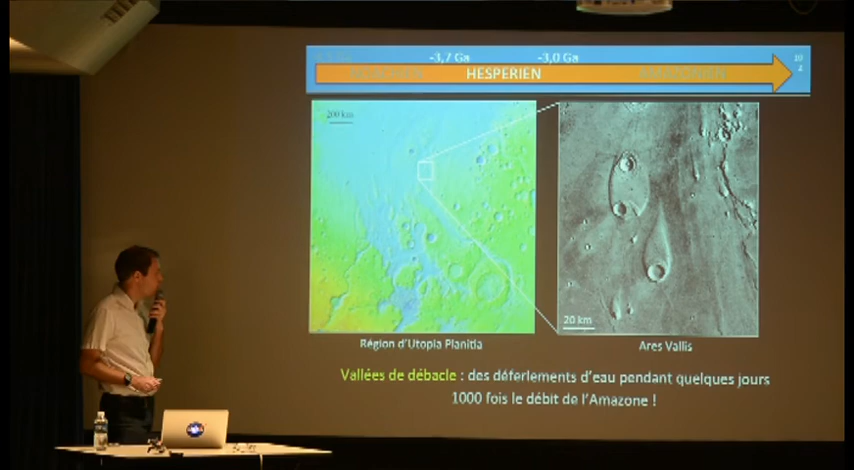 -3,7 Ga
-3,0 Ga
HESPERIEN
200 km
20 km
Région d'Utopia Planitia
Ares Vallis
Vallées de débacle : des déferlements d'eau pendant quelques jours
1000 fois le débit de l'Amazone !